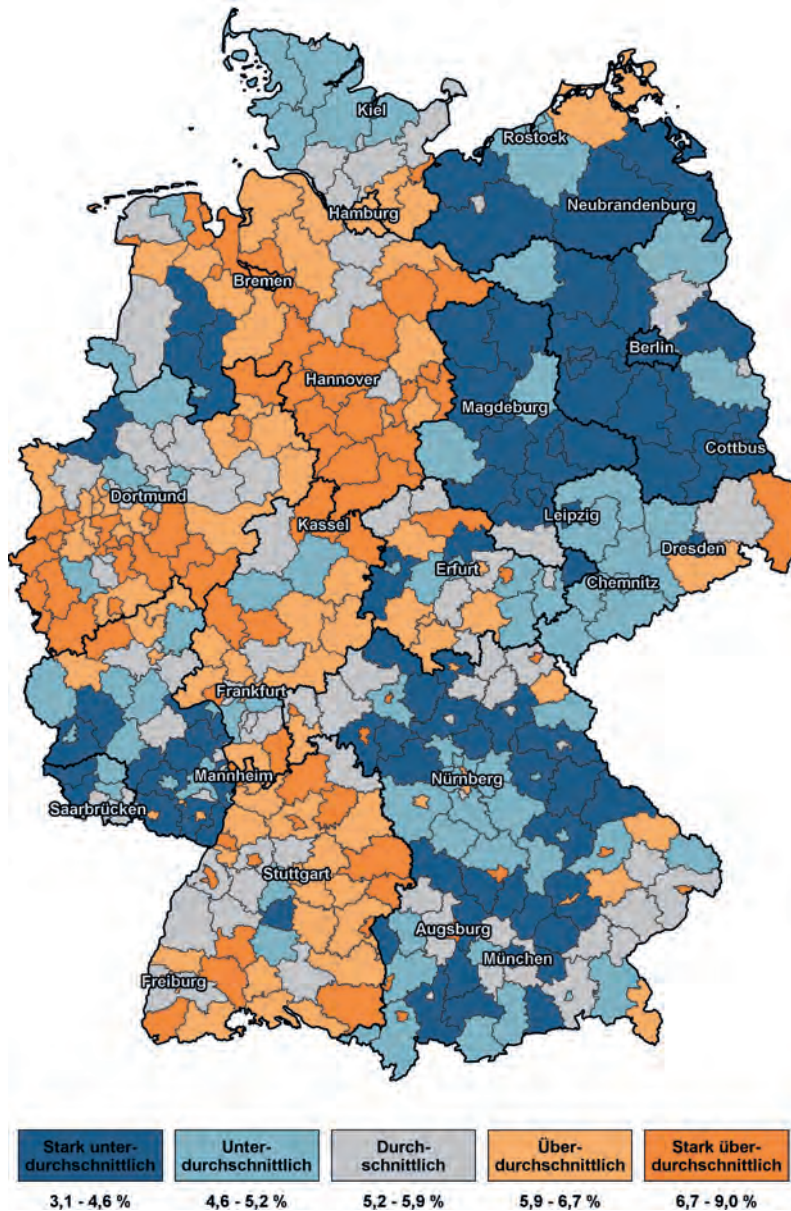 Kiel
Rostock
Hamburg
Neubrandenburg
Bremen
Berlin
Hannover
Magdeburg
Cottbus
Dortmund
Leipzig
Kassel
Dresden
Erfurt
Chemnitz
Frankfurt
Mannheim
Nürnberg
Saarbrücken
Stuttgart
Augsburg
München
Freiburg
Stark unter-
durchschnittlich
Unter-
durchschnittlich
Durch-
schnittlich
Über-
durchschnittlich
Stark über-
durchschnittlich
3,1 - 4,6 %
4,6 - 5,2 %
5,2 - 5,9 %
5,9 - 6,7 %
6,7 - 9,0 %